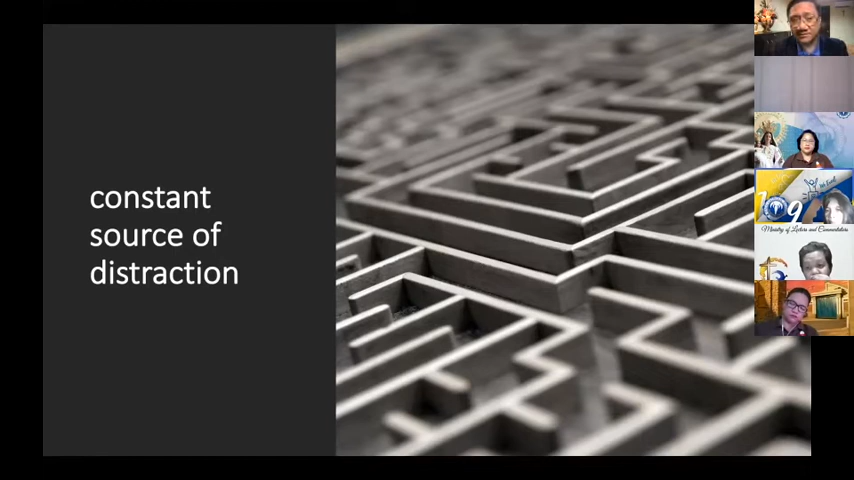 constant
source of
distraction
Ministry of Lectors and Commentators